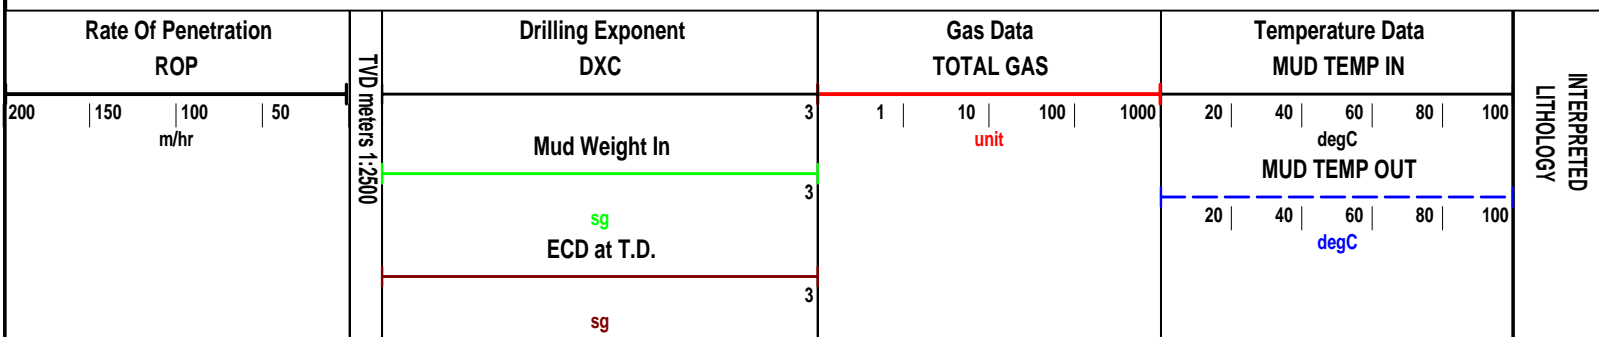 Rate Of Penetration
ROP
200 150 100 50
m/hr
TVD meters 1:2500
Drilling Exponent
DXC
3
Mud Weight In
3
sg
ECD at T.D.
3
sg
Gas Data
TOTAL GAS
1 10 100 1000
unit
Temperature Data
MUD TEMP IN
20 40 60 80 100
degC
MUD TEMP OUT
20 40 60 80 100
degC
INTERPRETED
LITHOLOGY